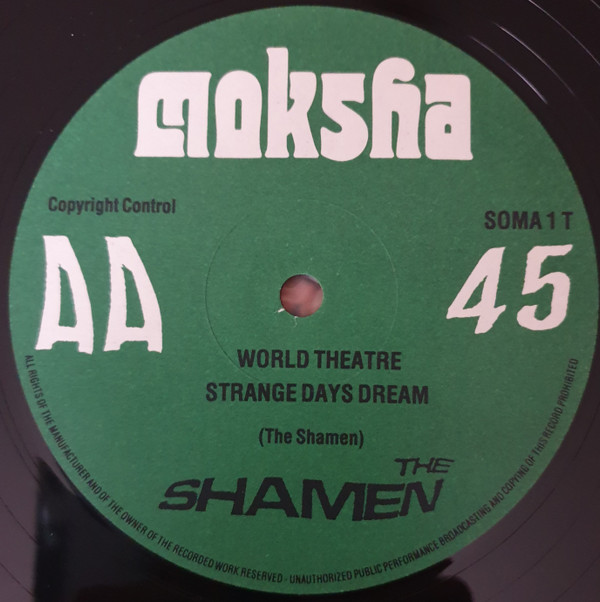 moksha
Copyright Control
SOMA 1 T
AA
45
WORLD THEATRE
STRANGE DAYS DREAM
(The Shamen)
THE
SHAMEN
ALL RIGHTS OF THE MANUFACTURER AND OF THE OWNER OF THE RECORDED WORK RESERVED - UNAUTHORIZED PUBLIC PERFORMANCE BROADCASTING AND COPYING OF THIS RECORD PROHIBITED